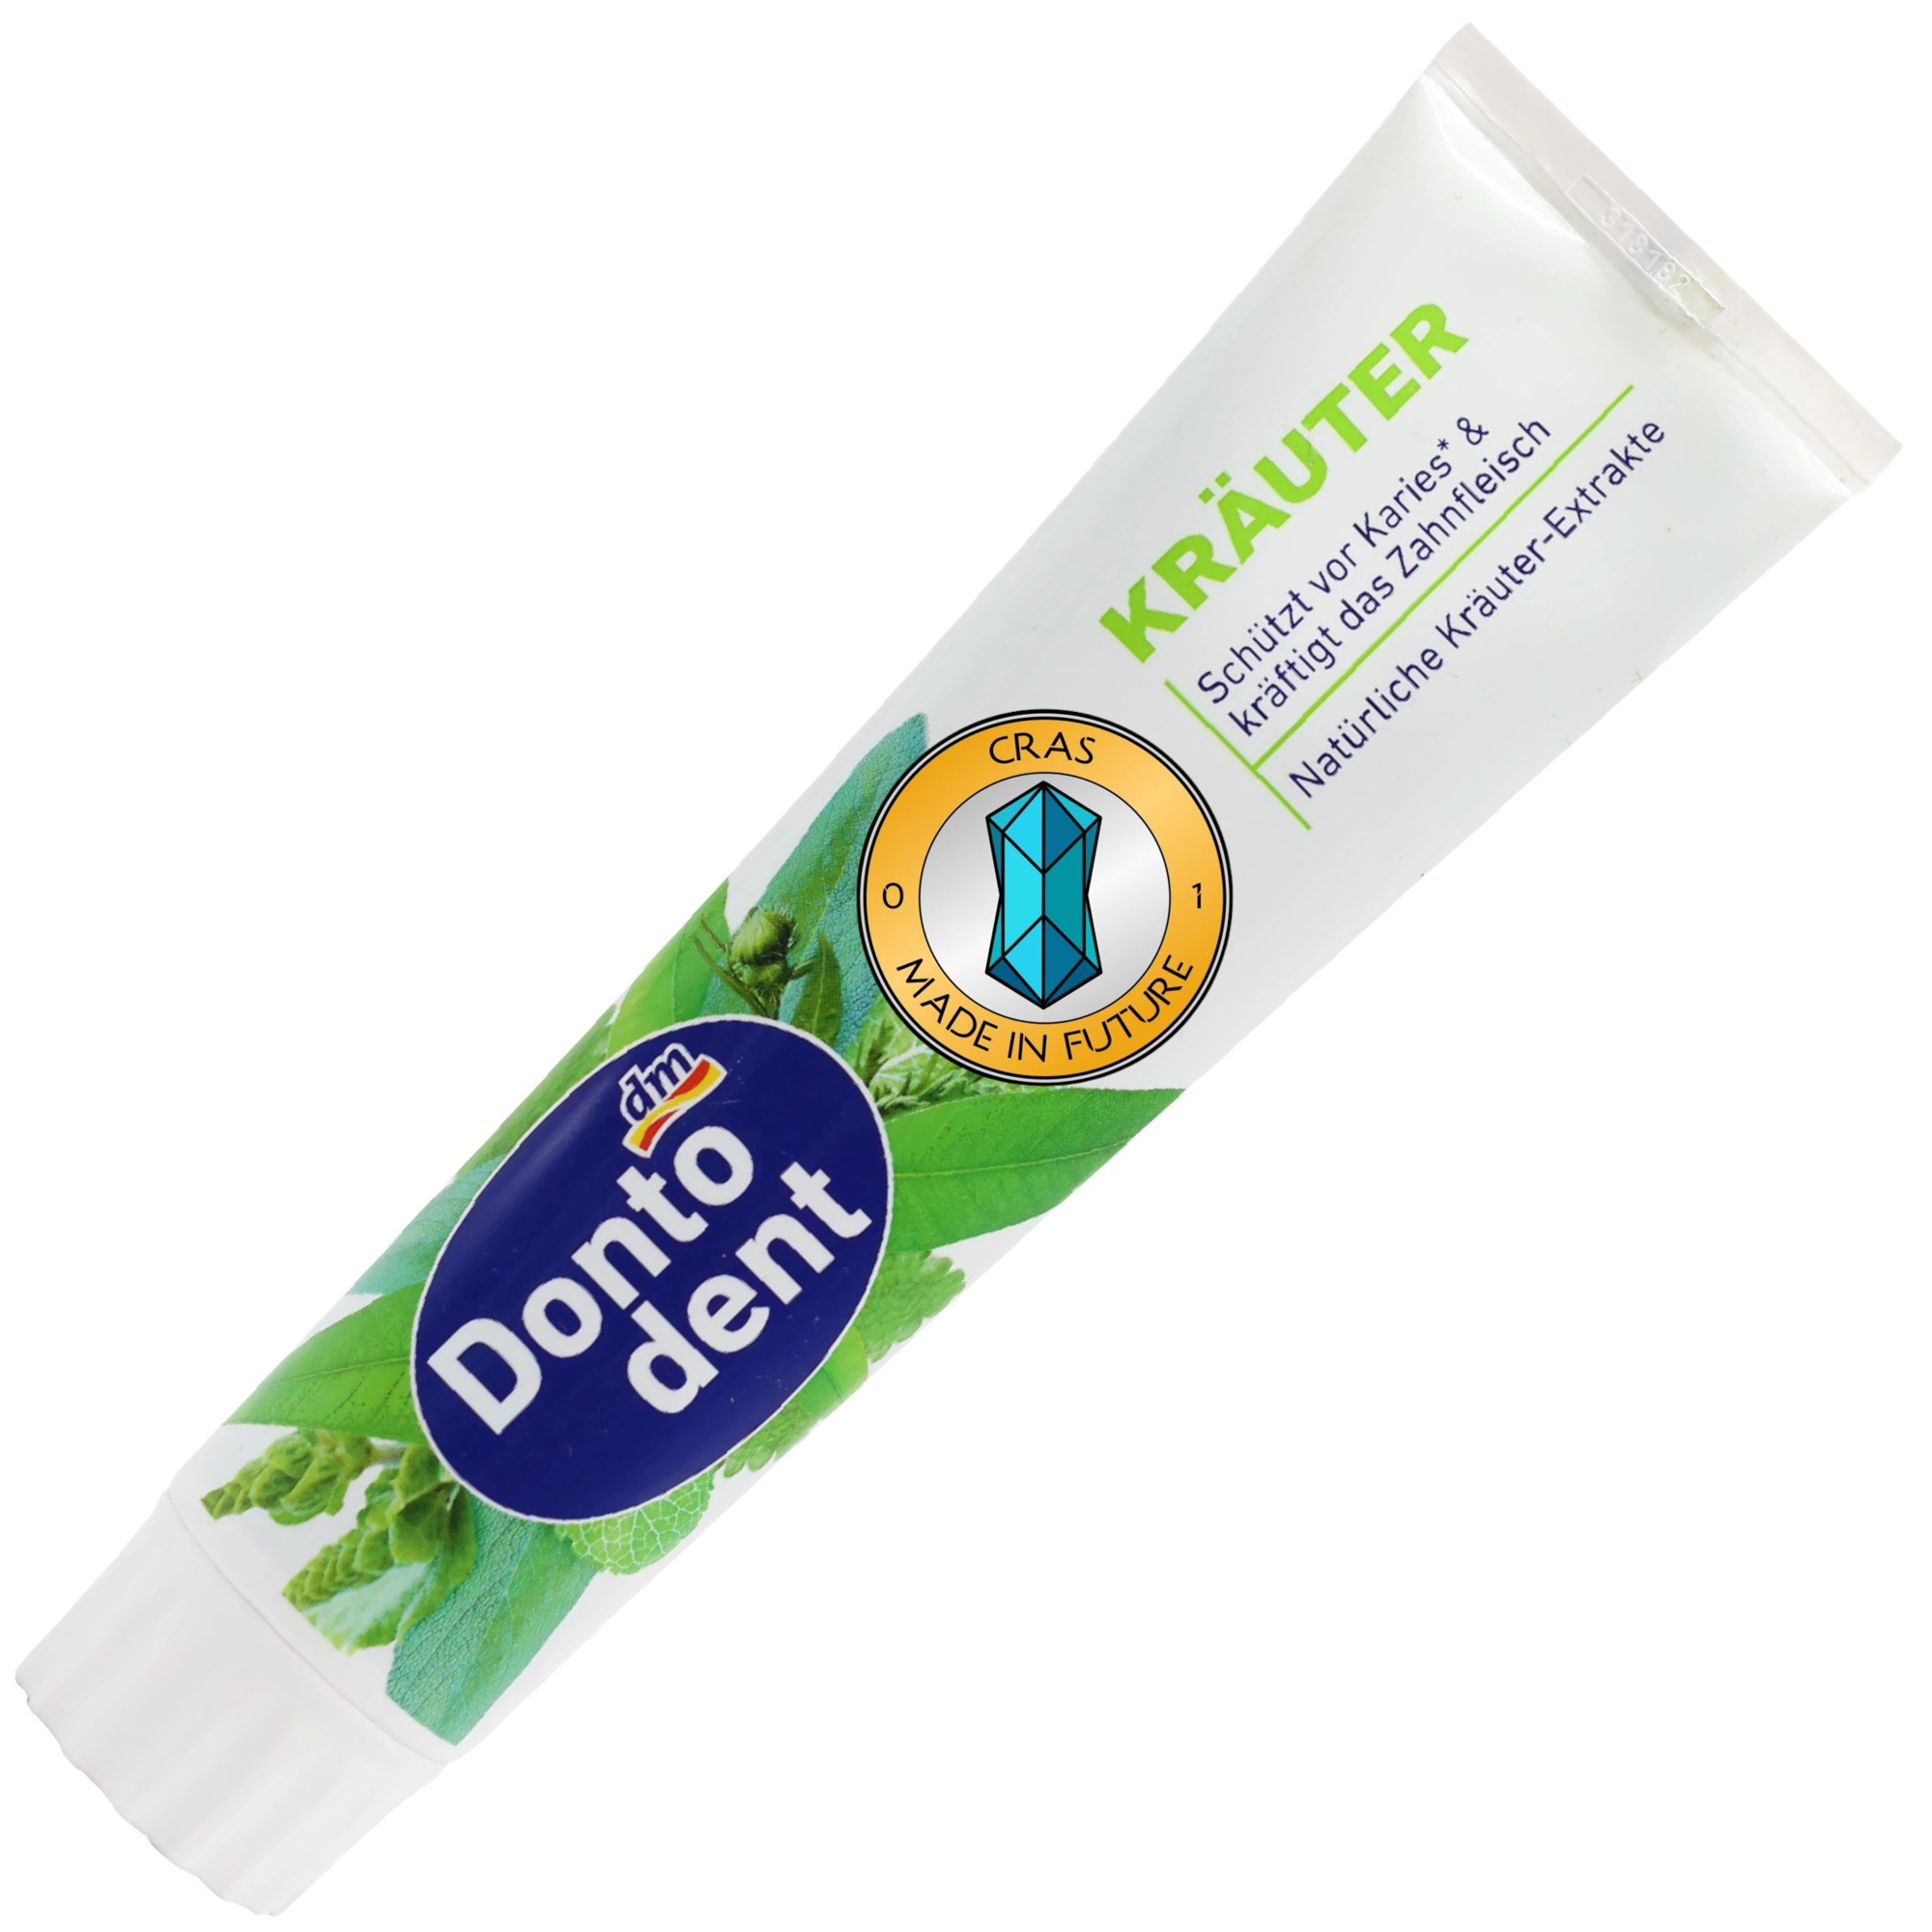 KRÄUTER
Schützt vor Karies* &
kräftigt das Zahnfleisch
Natürliche Kräuter-Extrakte
CRAS
0 1
MADE IN FUTURE
dm
Donto
dent